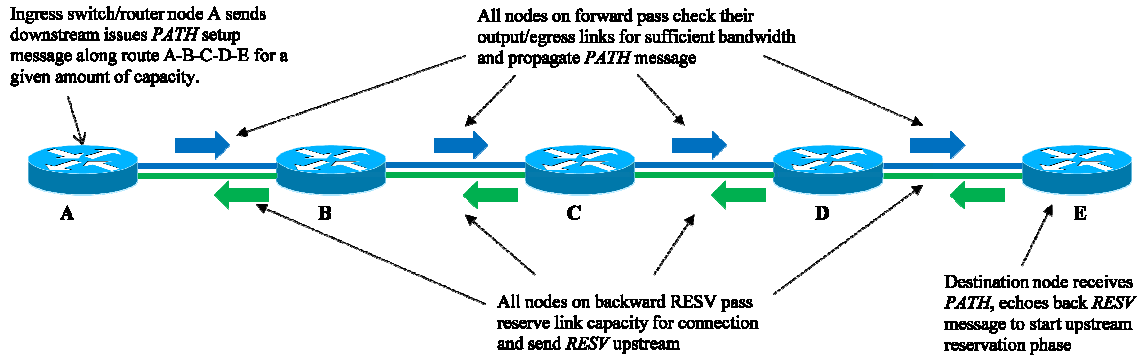 Ingress switch/router node A sends
downstream issues PATH setup
message along route A-B-C-D-E for a
given amount of capacity.
All nodes on forward pass check their
output/egress links for sufficient bandwidth
and propagate PATH message
A
B
C
D
E
All nodes on backward RESV pass
reserve link capacity for connection
and send RESV upstream
Destination node receives
PATH, echoes back RESV
message to start upstream
reservation phase